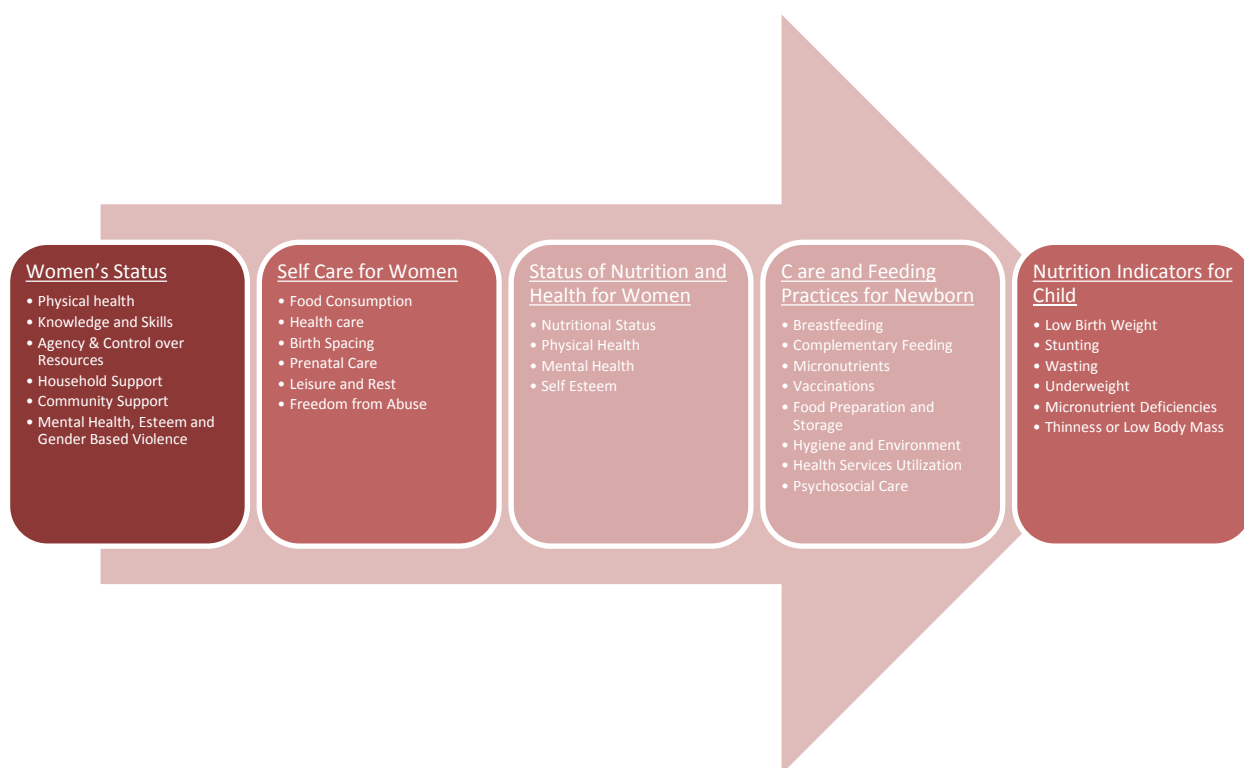 Women's Status
• Physical health
• Knowledge and Skills
• Agency & Control over
Resources
• Household Support
• Community Support
• Mental Health, Esteem and
Gender Based Violence
Self Care for Women
• Food Consumption
• Health care
• Birth Spacing
• Prenatal Care
• Leisure and Rest
• Freedom from Abuse
Status of Nutrition and
Health for Women
• Nutritional Status
• Physical Health
• Mental Health
• Self Esteem
C are and Feeding
Practices for Newborn
• Breastfeeding
• Complementary Feeding
• Micronutrients
• Vaccinations
• Food Preparation and
Storage
• Hygiene and Environment
• Health Services Utilization
• Psychosocial Care
Nutrition Indicators for
Child
• Low Birth Weight
• Stunting
• Wasting
• Underweight
• Micronutrient Deficiencies
• Thinness or Low Body Mass